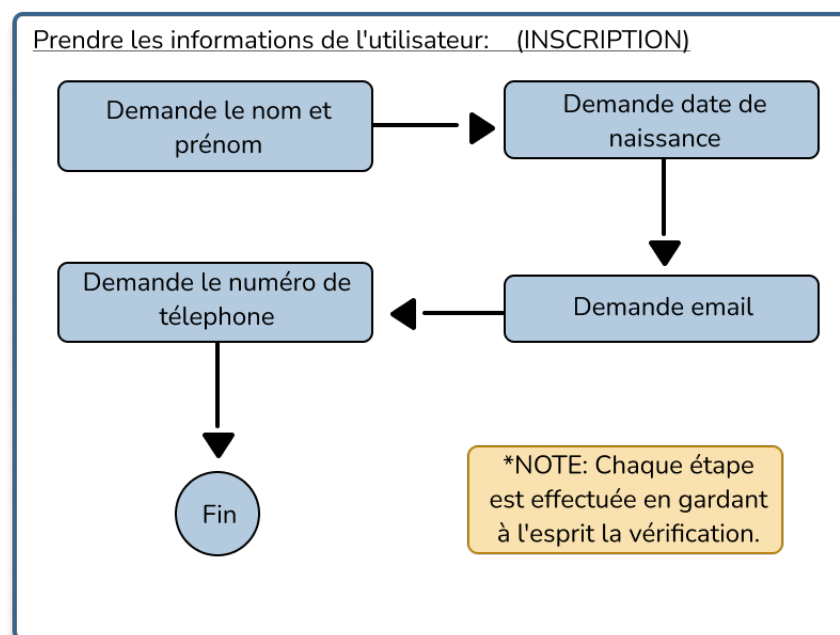 Prendre les informations de l'utilisateur: (INSCRIPTION)
Demande le nom et
prénom
Demande date de
naissance
Demande email
Demande le numéro de
télephone
Fin
*NOTE: Chaque étape
est effectuée en gardant
à l'esprit la vérification.